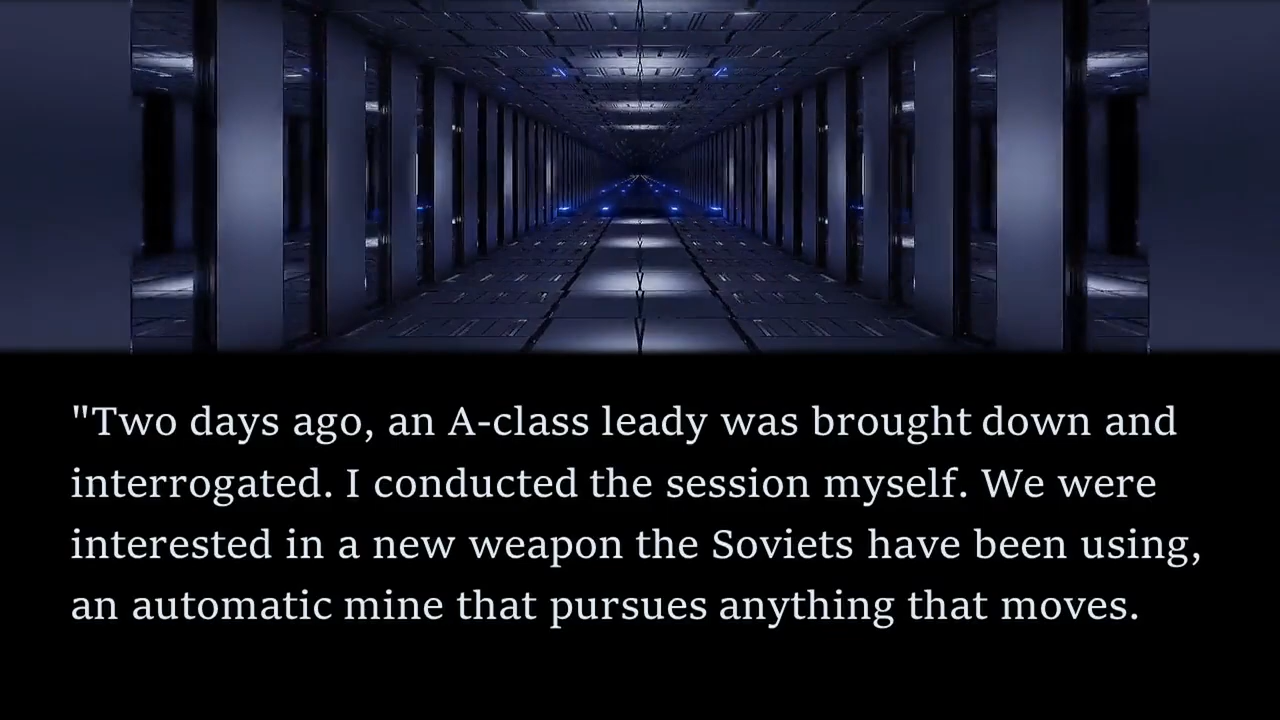 "Two days ago, an A-class leady was brought down and
interrogated. I conducted the session myself. We were
interested in a new weapon the Soviets have been using,
an automatic mine that pursues anything that moves.